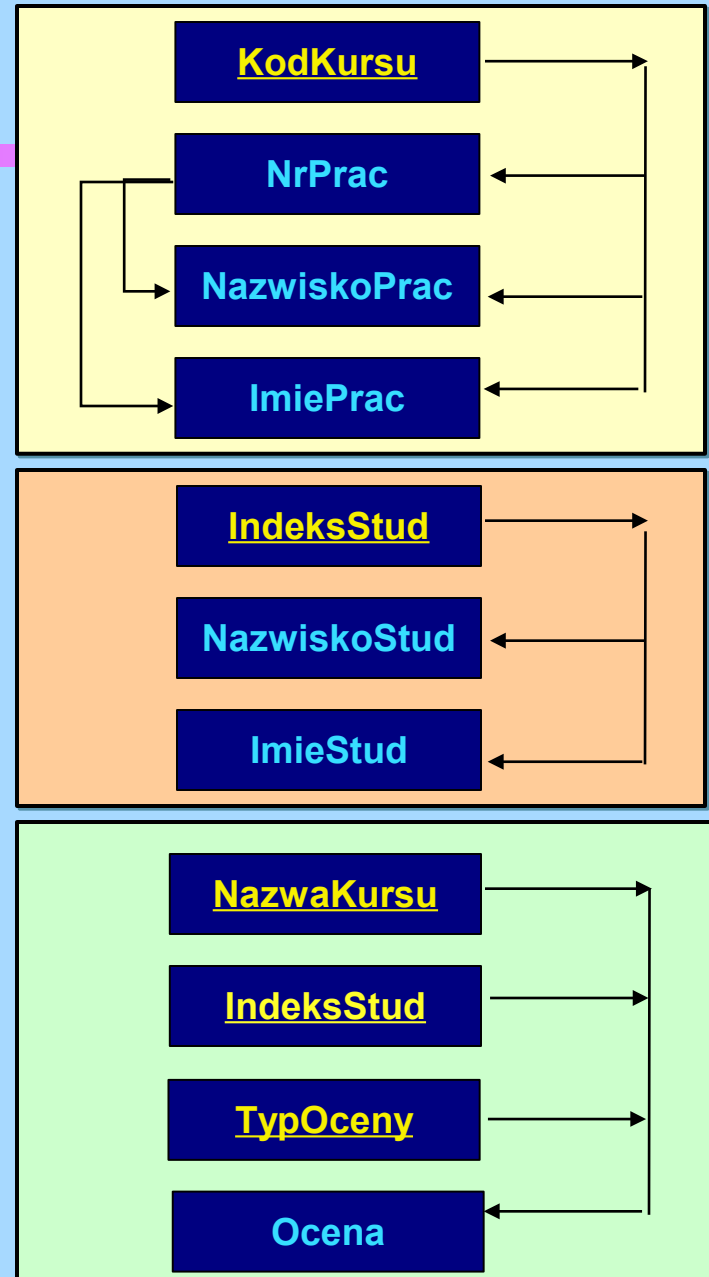 KodKursu
NrPrac
NazwiskoPrac
ImiePrac
IndeksStud
NazwiskoStud
ImieStud
NazwaKursu
IndeksStud
TypOceny
Ocena